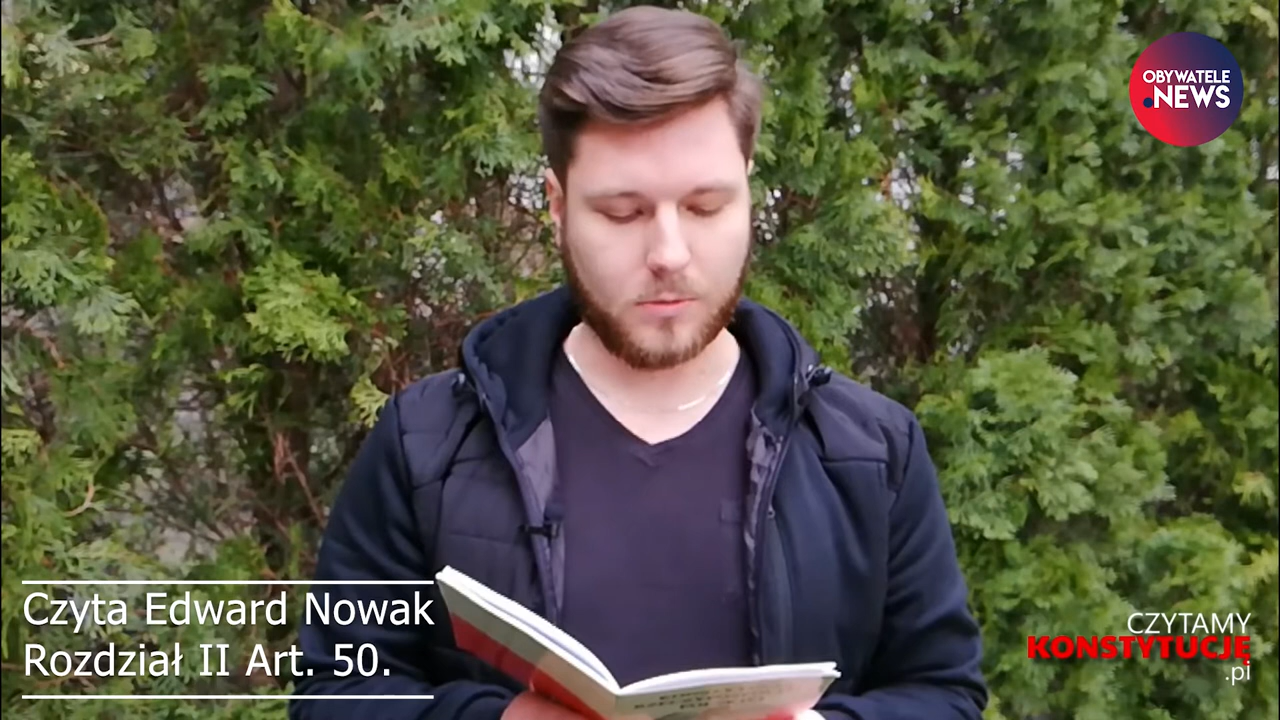 OBYWATELE
.NEWS
Czyta Edward Nowak
Rozdział II Art. 50.
CZYTAMY
KONSTYTUCJĘ
.pl